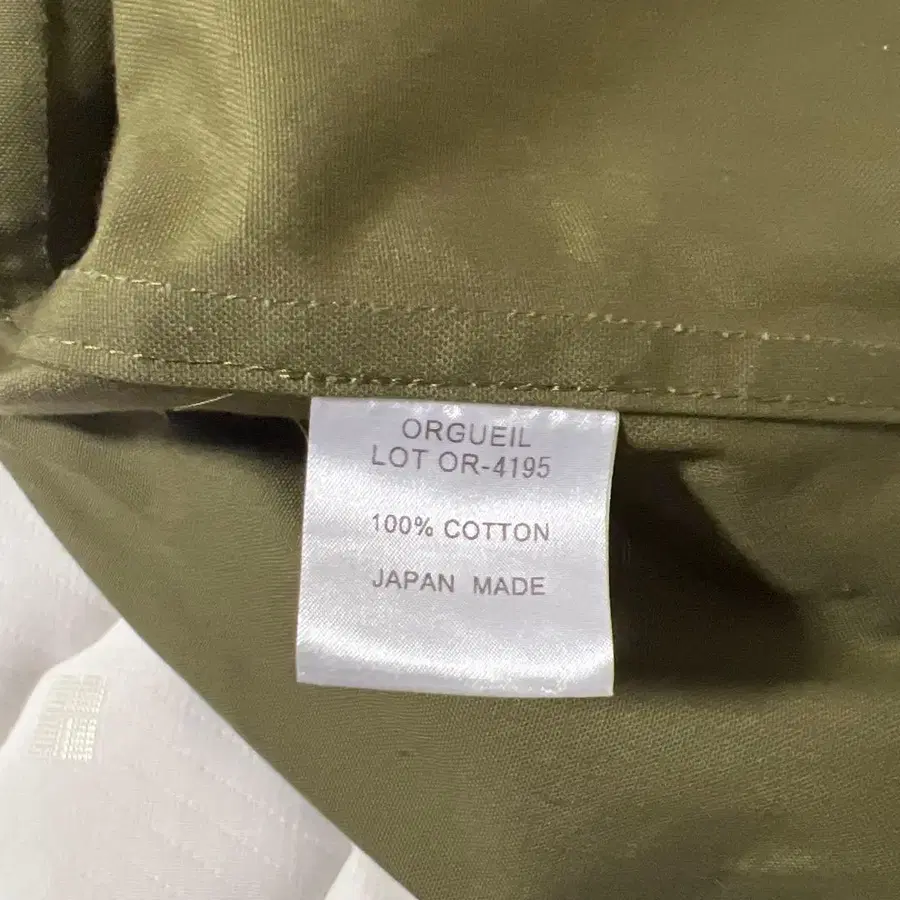 ORGUEIL
LOT OR-4195
100% COTTON
JAPAN MADE